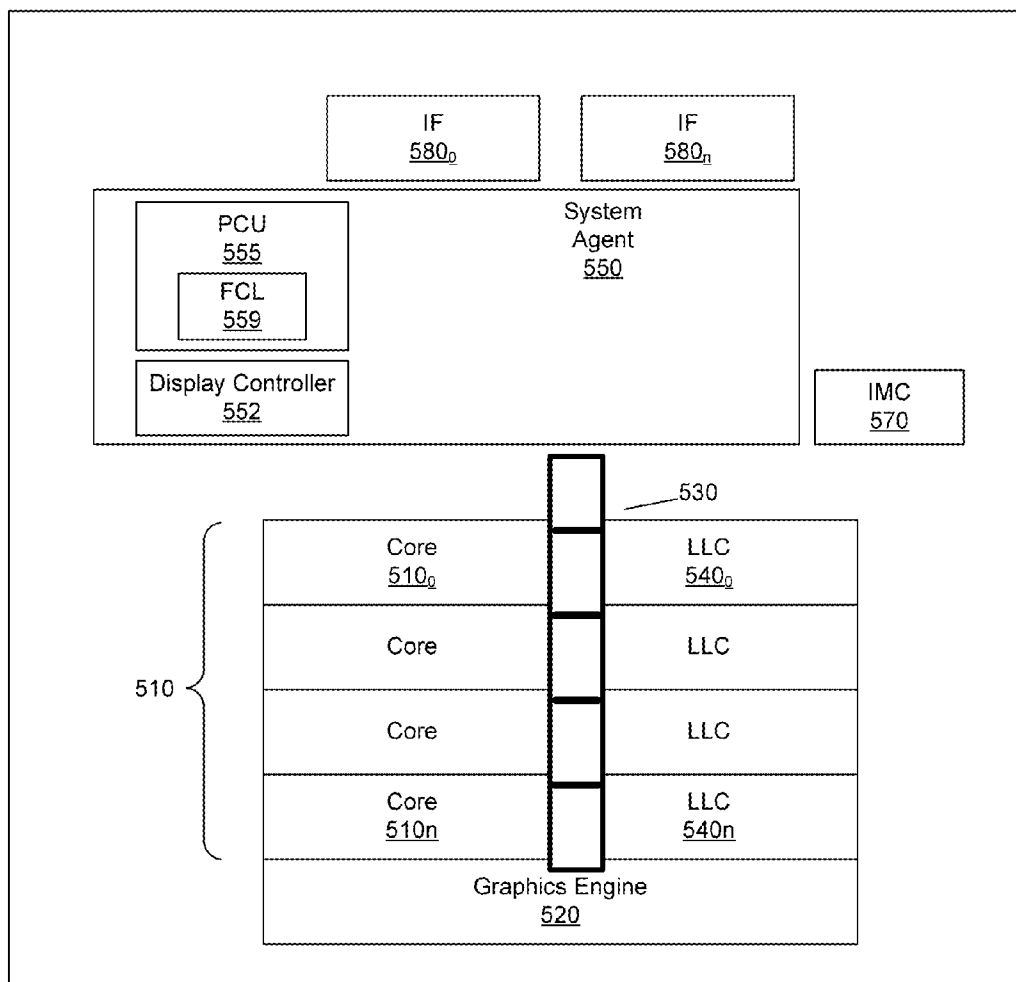 IF
580₀
IF
580ₙ
System
Agent
550
PCU
555
FCL
559
Display Controller
552
IMC
570
530
510
Core
510₀
LLC
540₀
Core
LLC
Core
LLC
Core
510n
LLC
540n
Graphics Engine
520